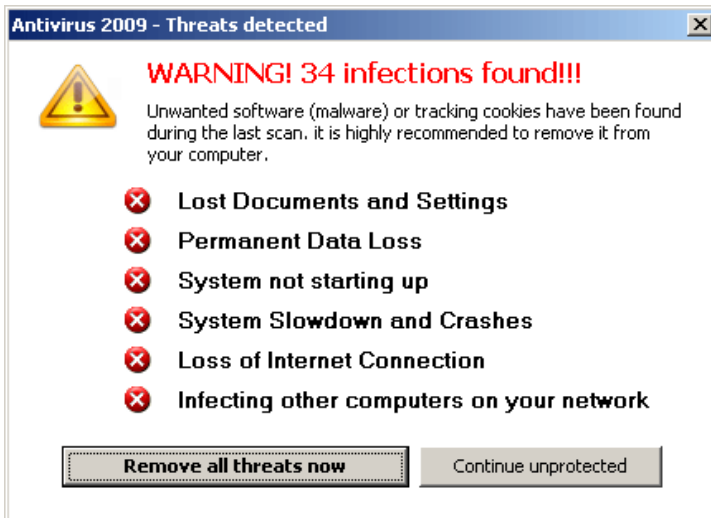 Antivirus 2009 - Threats detected
WARNING! 34 infections found!!!
Unwanted software (malware) or tracking cookies have been found
during the last scan. it is highly recommended to remove it from
your computer.
Lost Documents and Settings
Permanent Data Loss
System not starting up
System Slowdown and Crashes
Loss of Internet Connection
Infecting other computers on your network
Remove all threats now
Continue unprotected